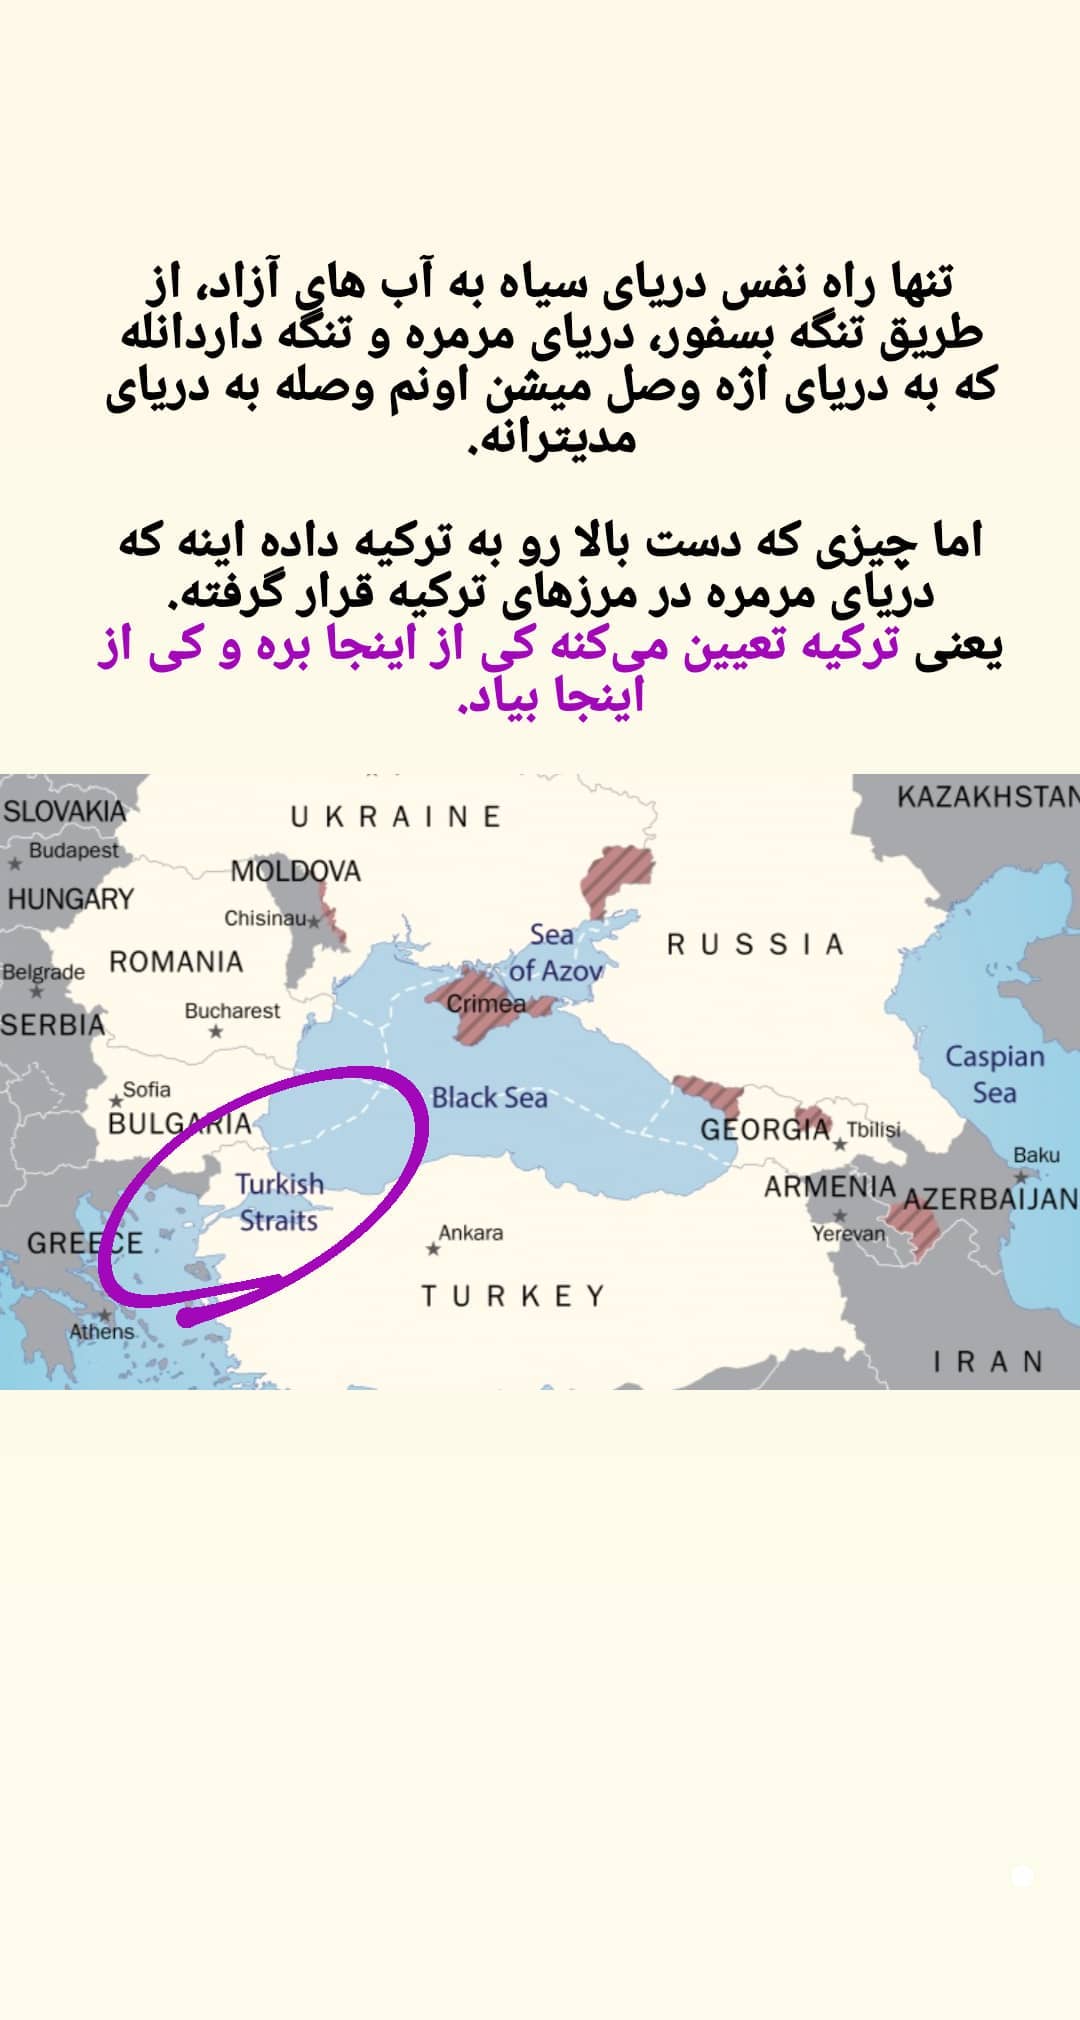 تنها راه نفس دریای سیاه به آب های آزاد، از
طریق تنگه بسفور، دریای مرمره و تنگه داردانله
که به دریای اژه وصل میشن اونم وصله به دریای
مدیترانه.
اما چیزی که دست بالا رو به ترکیه داده اینه که
دریای مرمره در مرزهای ترکیه قرار گرفته.
یعنی ترکیه تعیین می‌کنه کی از اینجا بره و کی از
اینجا بیاد.
SLOVAKIA
UKRAINE
KAZAKHSTAN
Budapest
MOLDOVA
HUNGARY
Chisinau
Sea
of Azov
RUSSIA
Belgrade
ROMANIA
Crimea
Bucharest
SERBIA
Caspian
Sea
Sofia
BULGARIA
Black Sea
GEORGIA
Tbilisi
Baku
Turkish
Straits
ARMENIA
AZERBAIJAN
GREECE
Ankara
Yerevan
TURKEY
Athens
IRAN